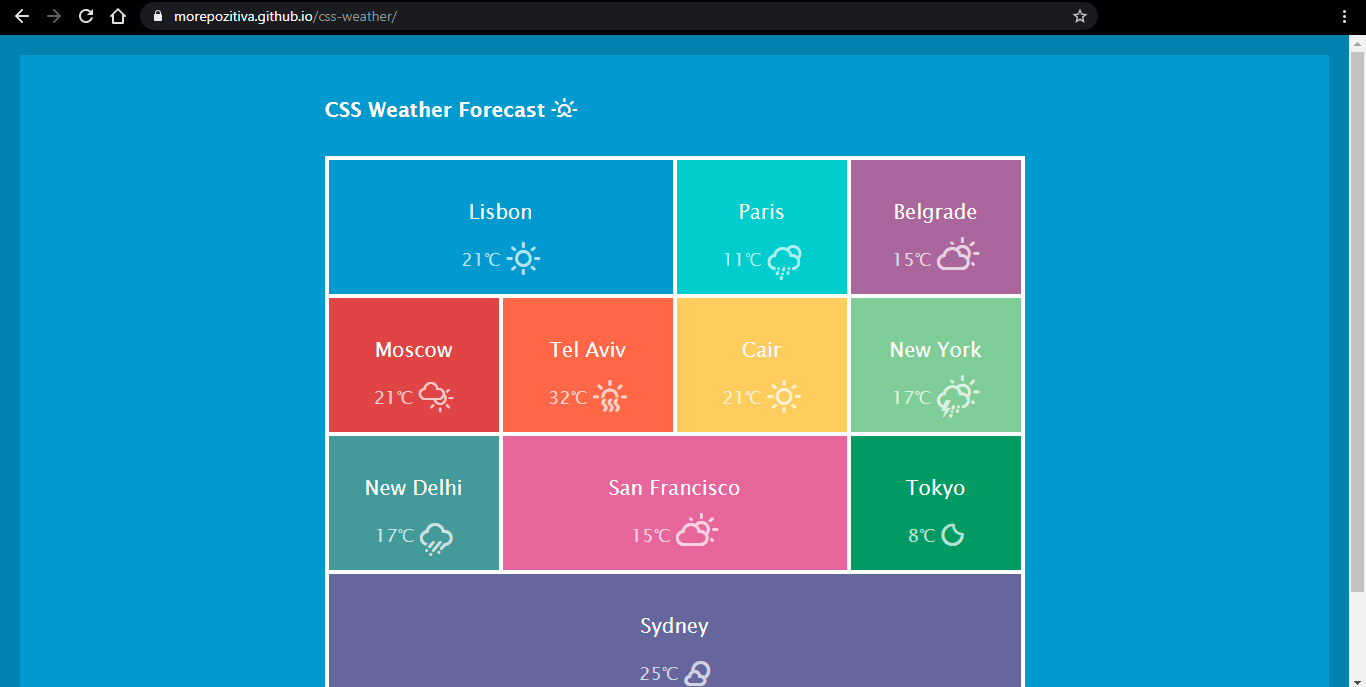 morepozitiva.github.io/css-weather/
CSS Weather Forecast
Lisbon
21℃
Paris
11℃
Belgrade
15℃
Moscow
21℃
Tel Aviv
32℃
Cair
21℃
New York
17℃
New Delhi
17℃
San Francisco
15℃
Tokyo
8℃
Sydney
25℃